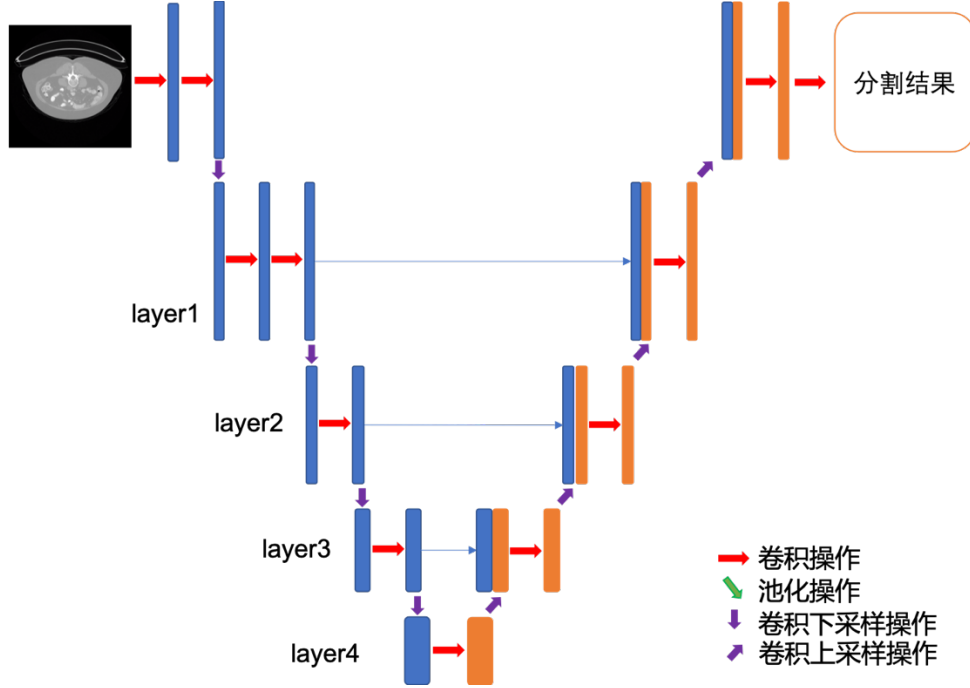 分割结果
layer1
layer2
layer3
layer4
卷积操作
池化操作
卷积下采样操作
卷积上采样操作